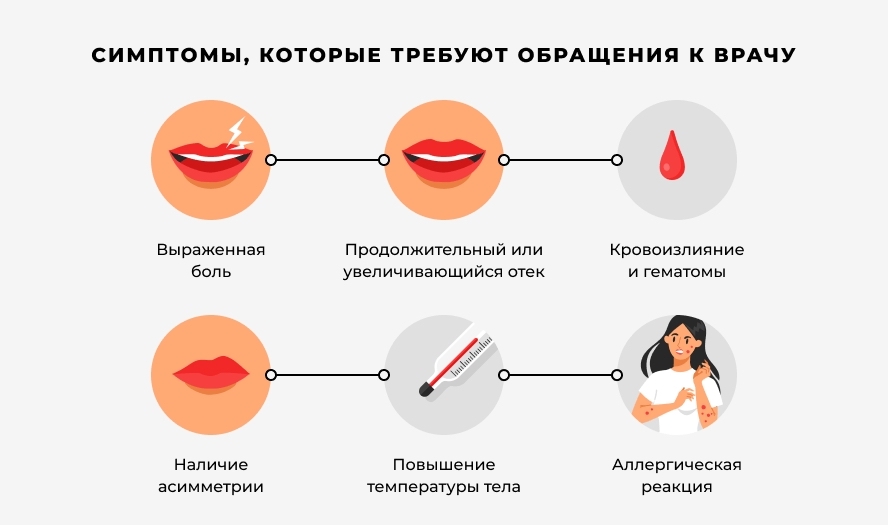 СИМПТОМЫ, КОТОРЫЕ ТРЕБУЮТ ОБРАЩЕНИЯ К ВРАЧУ
Выраженная
боль
Продолжительный или
увеличивающийся отек
Кровоизлияние
и гематомы
Наличие
асимметрии
Повышение
температуры тела
Аллергическая
реакция